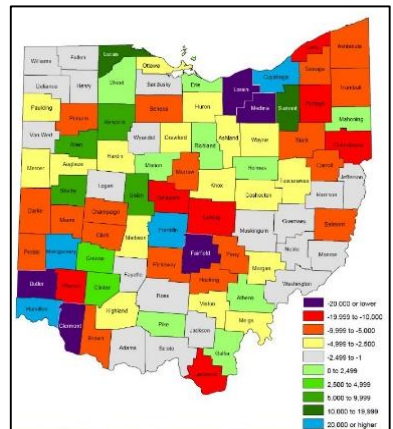 Williams
Fulton
Lucas
Ottawa
Lake
Ashtabula
Geauga
Cuyahoga
Trumbull
Defiance
Henry
Wood
Sandusky
Erie
Lorain
Medina
Summit
Portage
Mahoning
Paulding
Putnam
Hancock
Seneca
Huron
Ashland
Wayne
Stark
Columbiana
Van Wert
Allen
Wyandot
Crawford
Richland
Carroll
Jefferson
Mercer
Auglaize
Hardin
Marion
Morrow
Holmes
Tuscarawas
Harrison
Shelby
Logan
Union
Delaware
Knox
Coshocton
Belmont
Darke
Miami
Champaign
Clark
Madison
Franklin
Licking
Muskingum
Guernsey
Noble
Monroe
Preble
Montgomery
Greene
Fayette
Pickaway
Fairfield
Perry
Morgan
Washington
Butler
Warren
Clinton
Ross
Hocking
Athens
Hamilton
Clermont
Brown
Highland
Pike
Vinton
Meigs
Adams
Scioto
Jackson
Gallia
Lawrence
-20,000 or lower
-19,999 to -10,000
-9,999 to -5,000
-4,999 to -2,500
-2,499 to -1
0 to 2,499
2,500 to 4,999
5,000 to 9,999
10,000 to 19,999
20,000 or higher